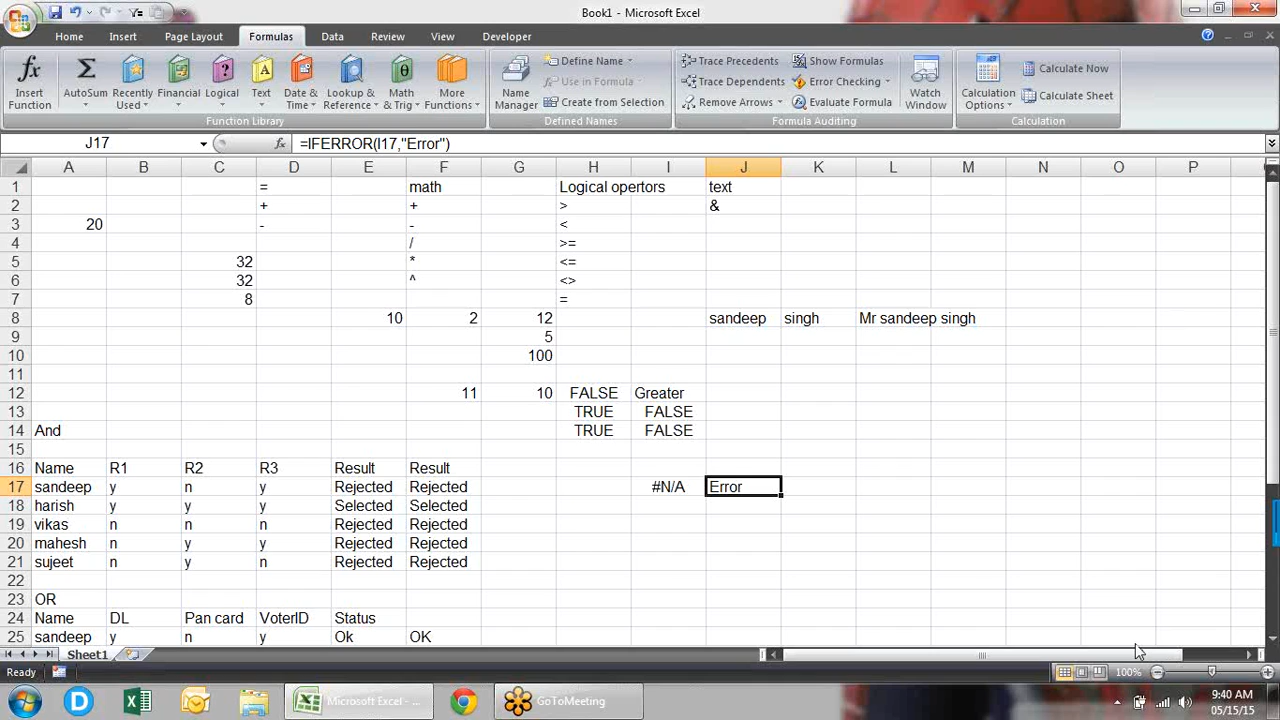 Book1 - Microsoft Excel
Home Insert Page Layout Formulas Data Review View Developer
Insert Function
AutoSum
Recently Used
Financial
Logical
Text
Date & Time
Lookup & Reference
Math & Trig
More Functions
Function Library
Name Manager
Define Name
Use in Formula
Create from Selection
Defined Names
Trace Precedents
Trace Dependents
Remove Arrows
Show Formulas
Error Checking
Evaluate Formula
Formula Auditing
Watch Window
Calculation Options
Calculate Now
Calculate Sheet
Calculation
J17 fx =IFERROR(I17,"Error")
A B C D E F G H I J K L M N O P
1 = math Logical opertors text
2 + + > &
3 20 - - <
4 / >=
5 32 * <=
6 32 ^ <>
7 8 =
8 10 2 12 sandeep singh Mr sandeep singh
9 5
10 100
11
12 11 10 FALSE Greater
13 TRUE FALSE
14 And TRUE FALSE
15
16 Name R1 R2 R3 Result Result
17 sandeep y n y Rejected Rejected #N/A Error
18 harish y y y Selected Selected
19 vikas n n n Rejected Rejected
20 mahesh n y y Rejected Rejected
21 sujeet n y n Rejected Rejected
22
23 OR
24 Name DL Pan card VoterID Status
25 sandeep y n y Ok OK
Sheet1
Ready 100%
Microsoft Excel - ... GoToMeeting
9:40 AM
05/15/15